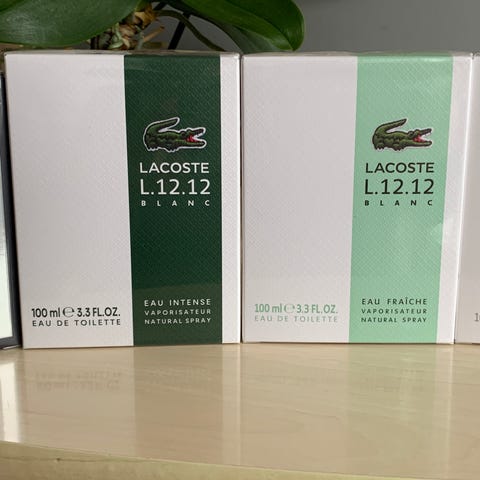 LACOSTE
L.12.12
BLANC
100 ml ℮ 3.3 FL.OZ.
EAU DE TOILETTE
EAU INTENSE
VAPORISATEUR
NATURAL SPRAY
LACOSTE
L.12.12
BLANC
100 ml ℮ 3.3 FL.OZ.
EAU DE TOILETTE
EAU FRAÎCHE
VAPORISATEUR
NATURAL SPRAY